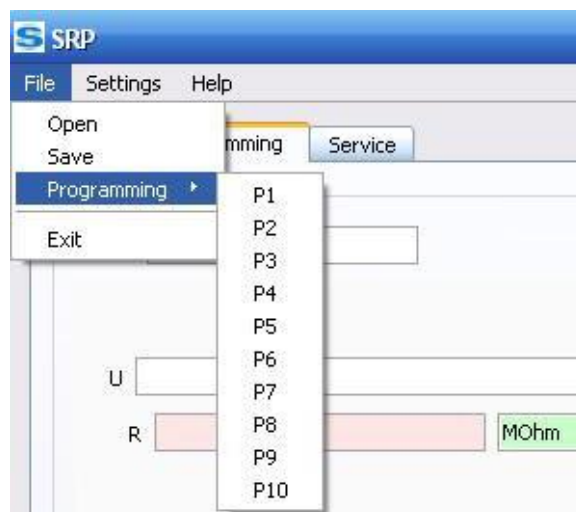 S SRP
File Settings Help
Open
Save
Programming
Exit
mming Service
P1
P2
P3
P4
P5
P6
P7
P8
P9
P10
U
R MOhm